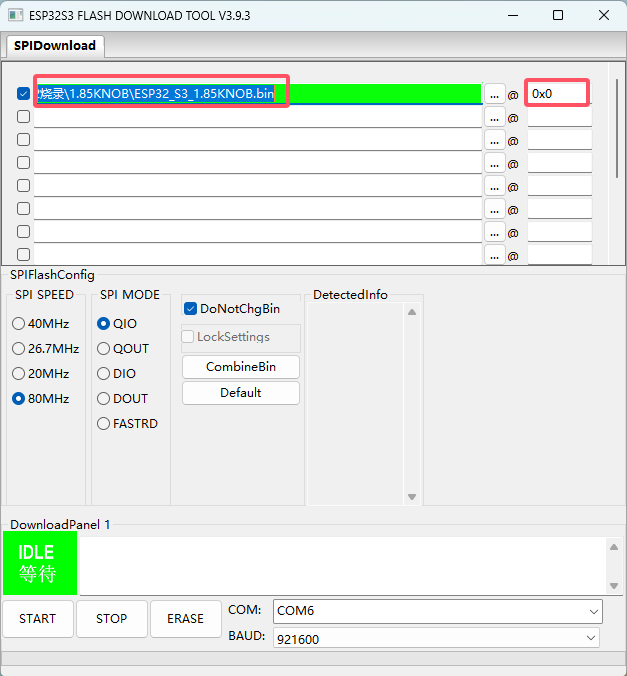 ESP32S3 FLASH DOWNLOAD TOOL V3.9.3
SPIDownload
烧录\1.85KNOB\ESP32_S3_1.85KNOB.bin ... @ 0x0
... @
... @
... @
... @
... @
... @
... @
SPIFlashConfig
SPI SPEED
40MHz
26.7MHz
20MHz
80MHz
SPI MODE
QIO
QOUT
DIO
DOUT
FASTRD
DoNotChgBin
LockSettings
CombineBin
Default
DetectedInfo
DownloadPanel 1
IDLE
等待
START STOP ERASE
COM: COM6
BAUD: 921600